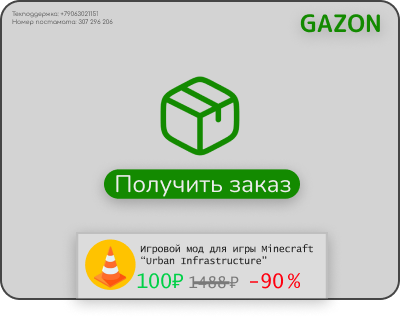 Техподдержка: +79063021151
Номер постамата: 307 296 206
GAZON
Получить заказ
Игровой мод для игры Minecraft
“Urban Infrastructure”
100₽ 1488₽ -90%